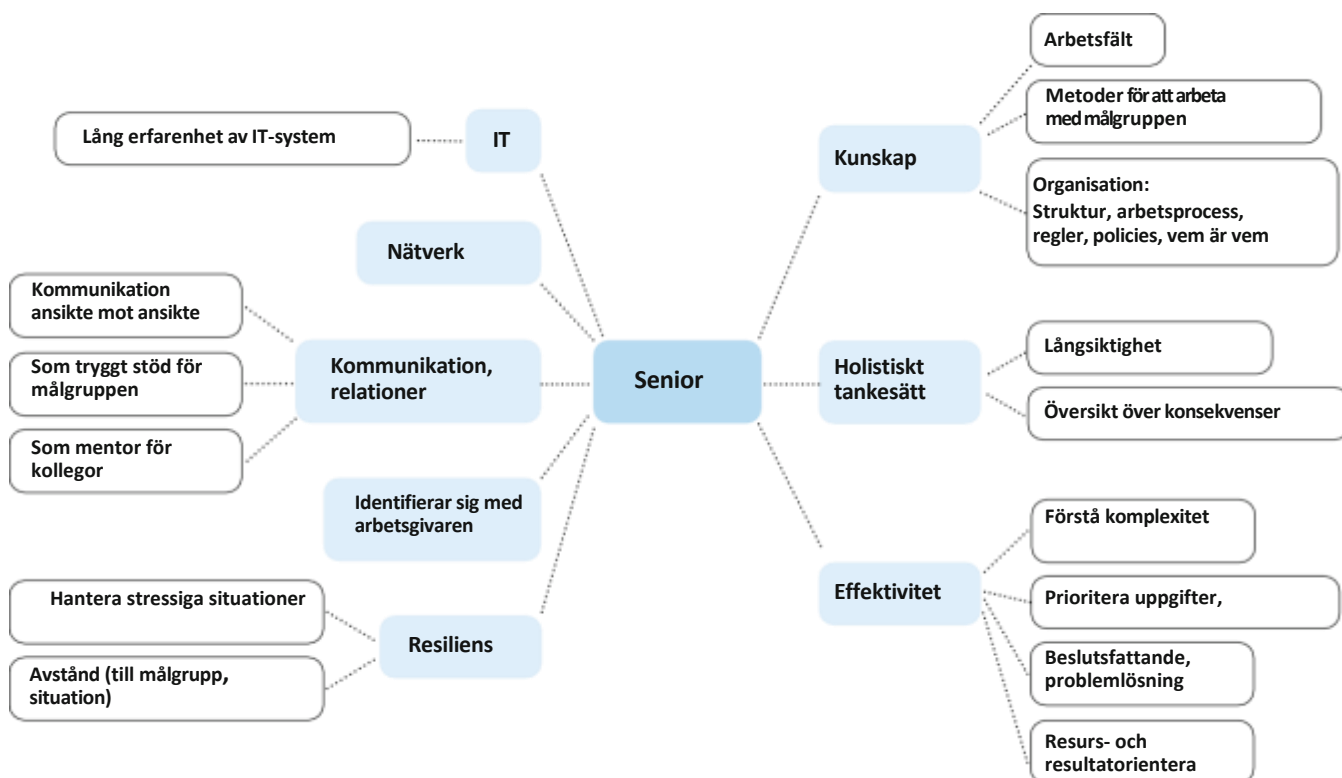 Arbetsfält
Metoder för att arbeta
med målgruppen
Lång erfarenhet av IT-system
IT
Kunskap
Organisation:
Struktur, arbetsprocess,
regler, policies, vem är vem
Nätverk
Kommunikation
ansikte mot ansikte
Som tryggt stöd för
målgruppen
Som mentor för
kollegor
Kommunikation,
relationer
Senior
Holistiskt
tankesätt
Långsiktighet
Översikt över konsekvenser
Identifierar sig med
arbetsgivaren
Hantera stressiga situationer
Avstånd (till målgrupp,
situation)
Resiliens
Effektivitet
Förstå komplexitet
Prioritera uppgifter,
Beslutsfattande,
problemlösning
Resurs- och
resultatorientera